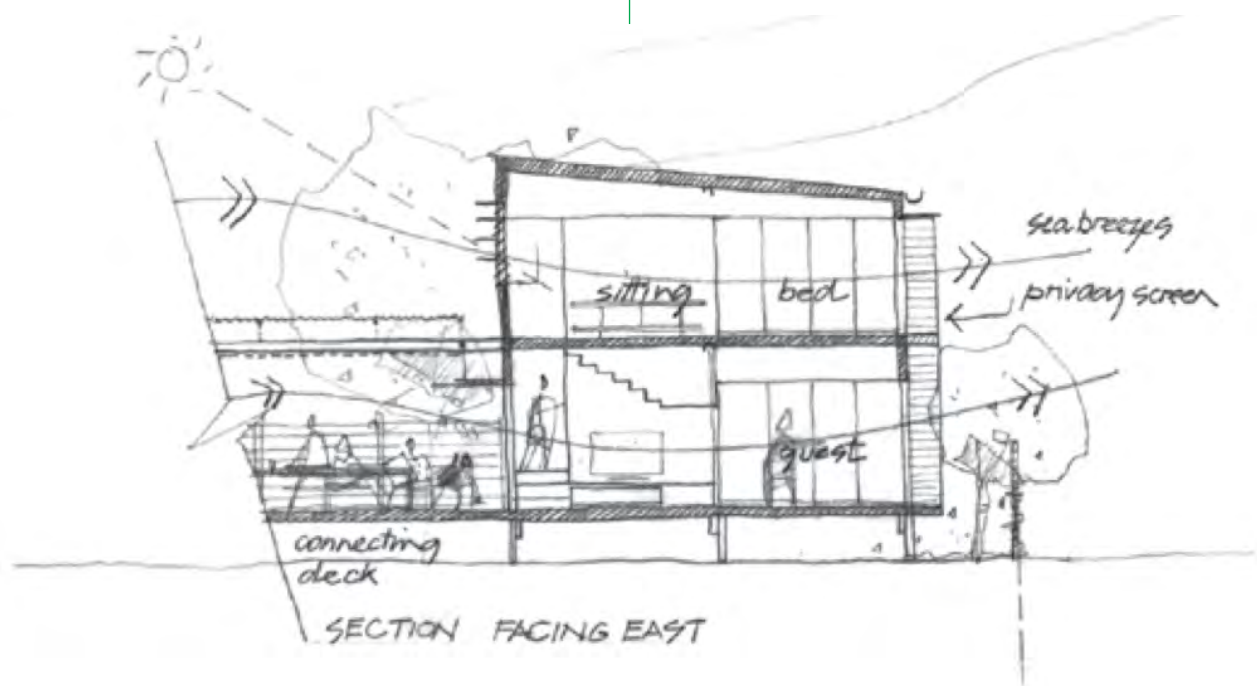 sea breezes
privacy screen
sitting
bed
guest
connecting
deck
SECTION FACING EAST